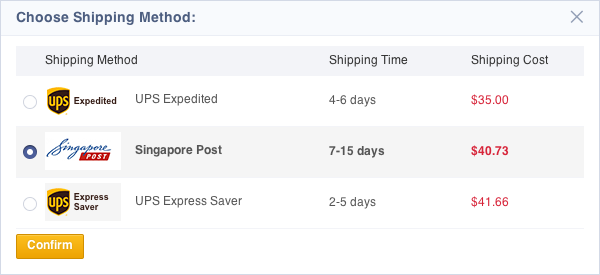 Choose Shipping Method:
Shipping Method Shipping Time Shipping Cost
ups Expedited UPS Expedited 4-6 days $35.00
Singapore POST Singapore Post 7-15 days $40.73
ups Express Saver UPS Express Saver 2-5 days $41.66
Confirm